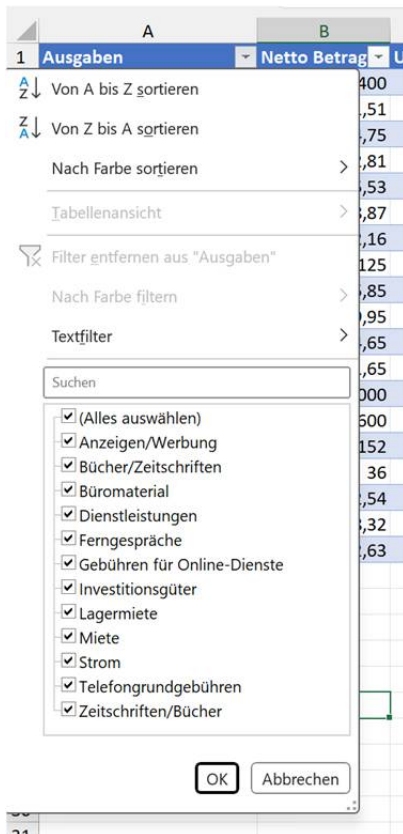 A B
1 Ausgaben Netto Betrag U
Von A bis Z sortieren 400
,51
Von Z bis A sortieren ,75
,81
Nach Farbe sortieren ,53
Tabellenansicht ,87
,16
Filter entfernen aus "Ausgaben" 125
Nach Farbe filtern ,85
,95
Textfilter ,65
,65
Suchen 000
(Alles auswählen) 600
Anzeigen/Werbung 152
Bücher/Zeitschriften 36
Büromaterial ,54
Dienstleistungen ,32
Ferngespräche ,63
Gebühren für Online-Dienste
Investitionsgüter
Lagermiete
Miete
Strom
Telefongrundgebühren
Zeitschriften/Bücher
OK Abbrechen